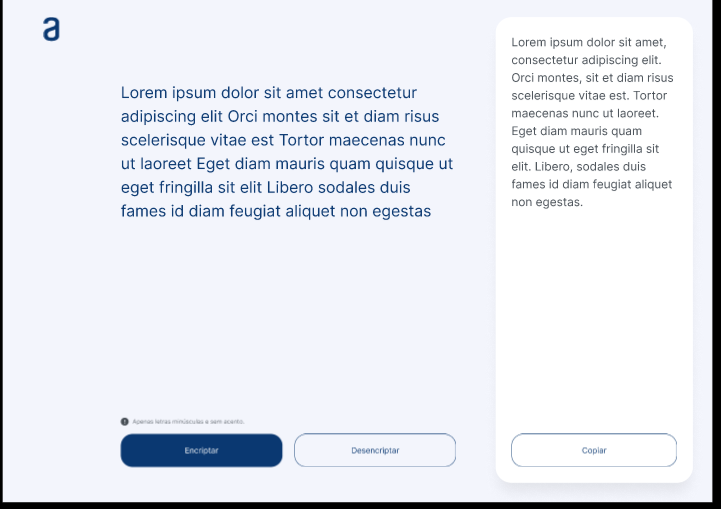 a
Lorem ipsum dolor sit amet consectetur
adipiscing elit Orci montes sit et diam risus
scelerisque vitae est Tortor maecenas nunc
ut laoreet Eget diam mauris quam quisque ut
eget fringilla sit elit Libero sodales duis
fames id diam feugiat aliquet non egestas
Apenas letras minúsculas e sem acento.
Encriptar
Desencriptar
Lorem ipsum dolor sit amet,
consectetur adipiscing elit.
Orci montes, sit et diam risus
scelerisque vitae est. Tortor
maecenas nunc ut laoreet.
Eget diam mauris quam
quisque ut eget fringilla sit
elit. Libero, sodales duis
fames id diam feugiat aliquet
non egestas.
Copiar